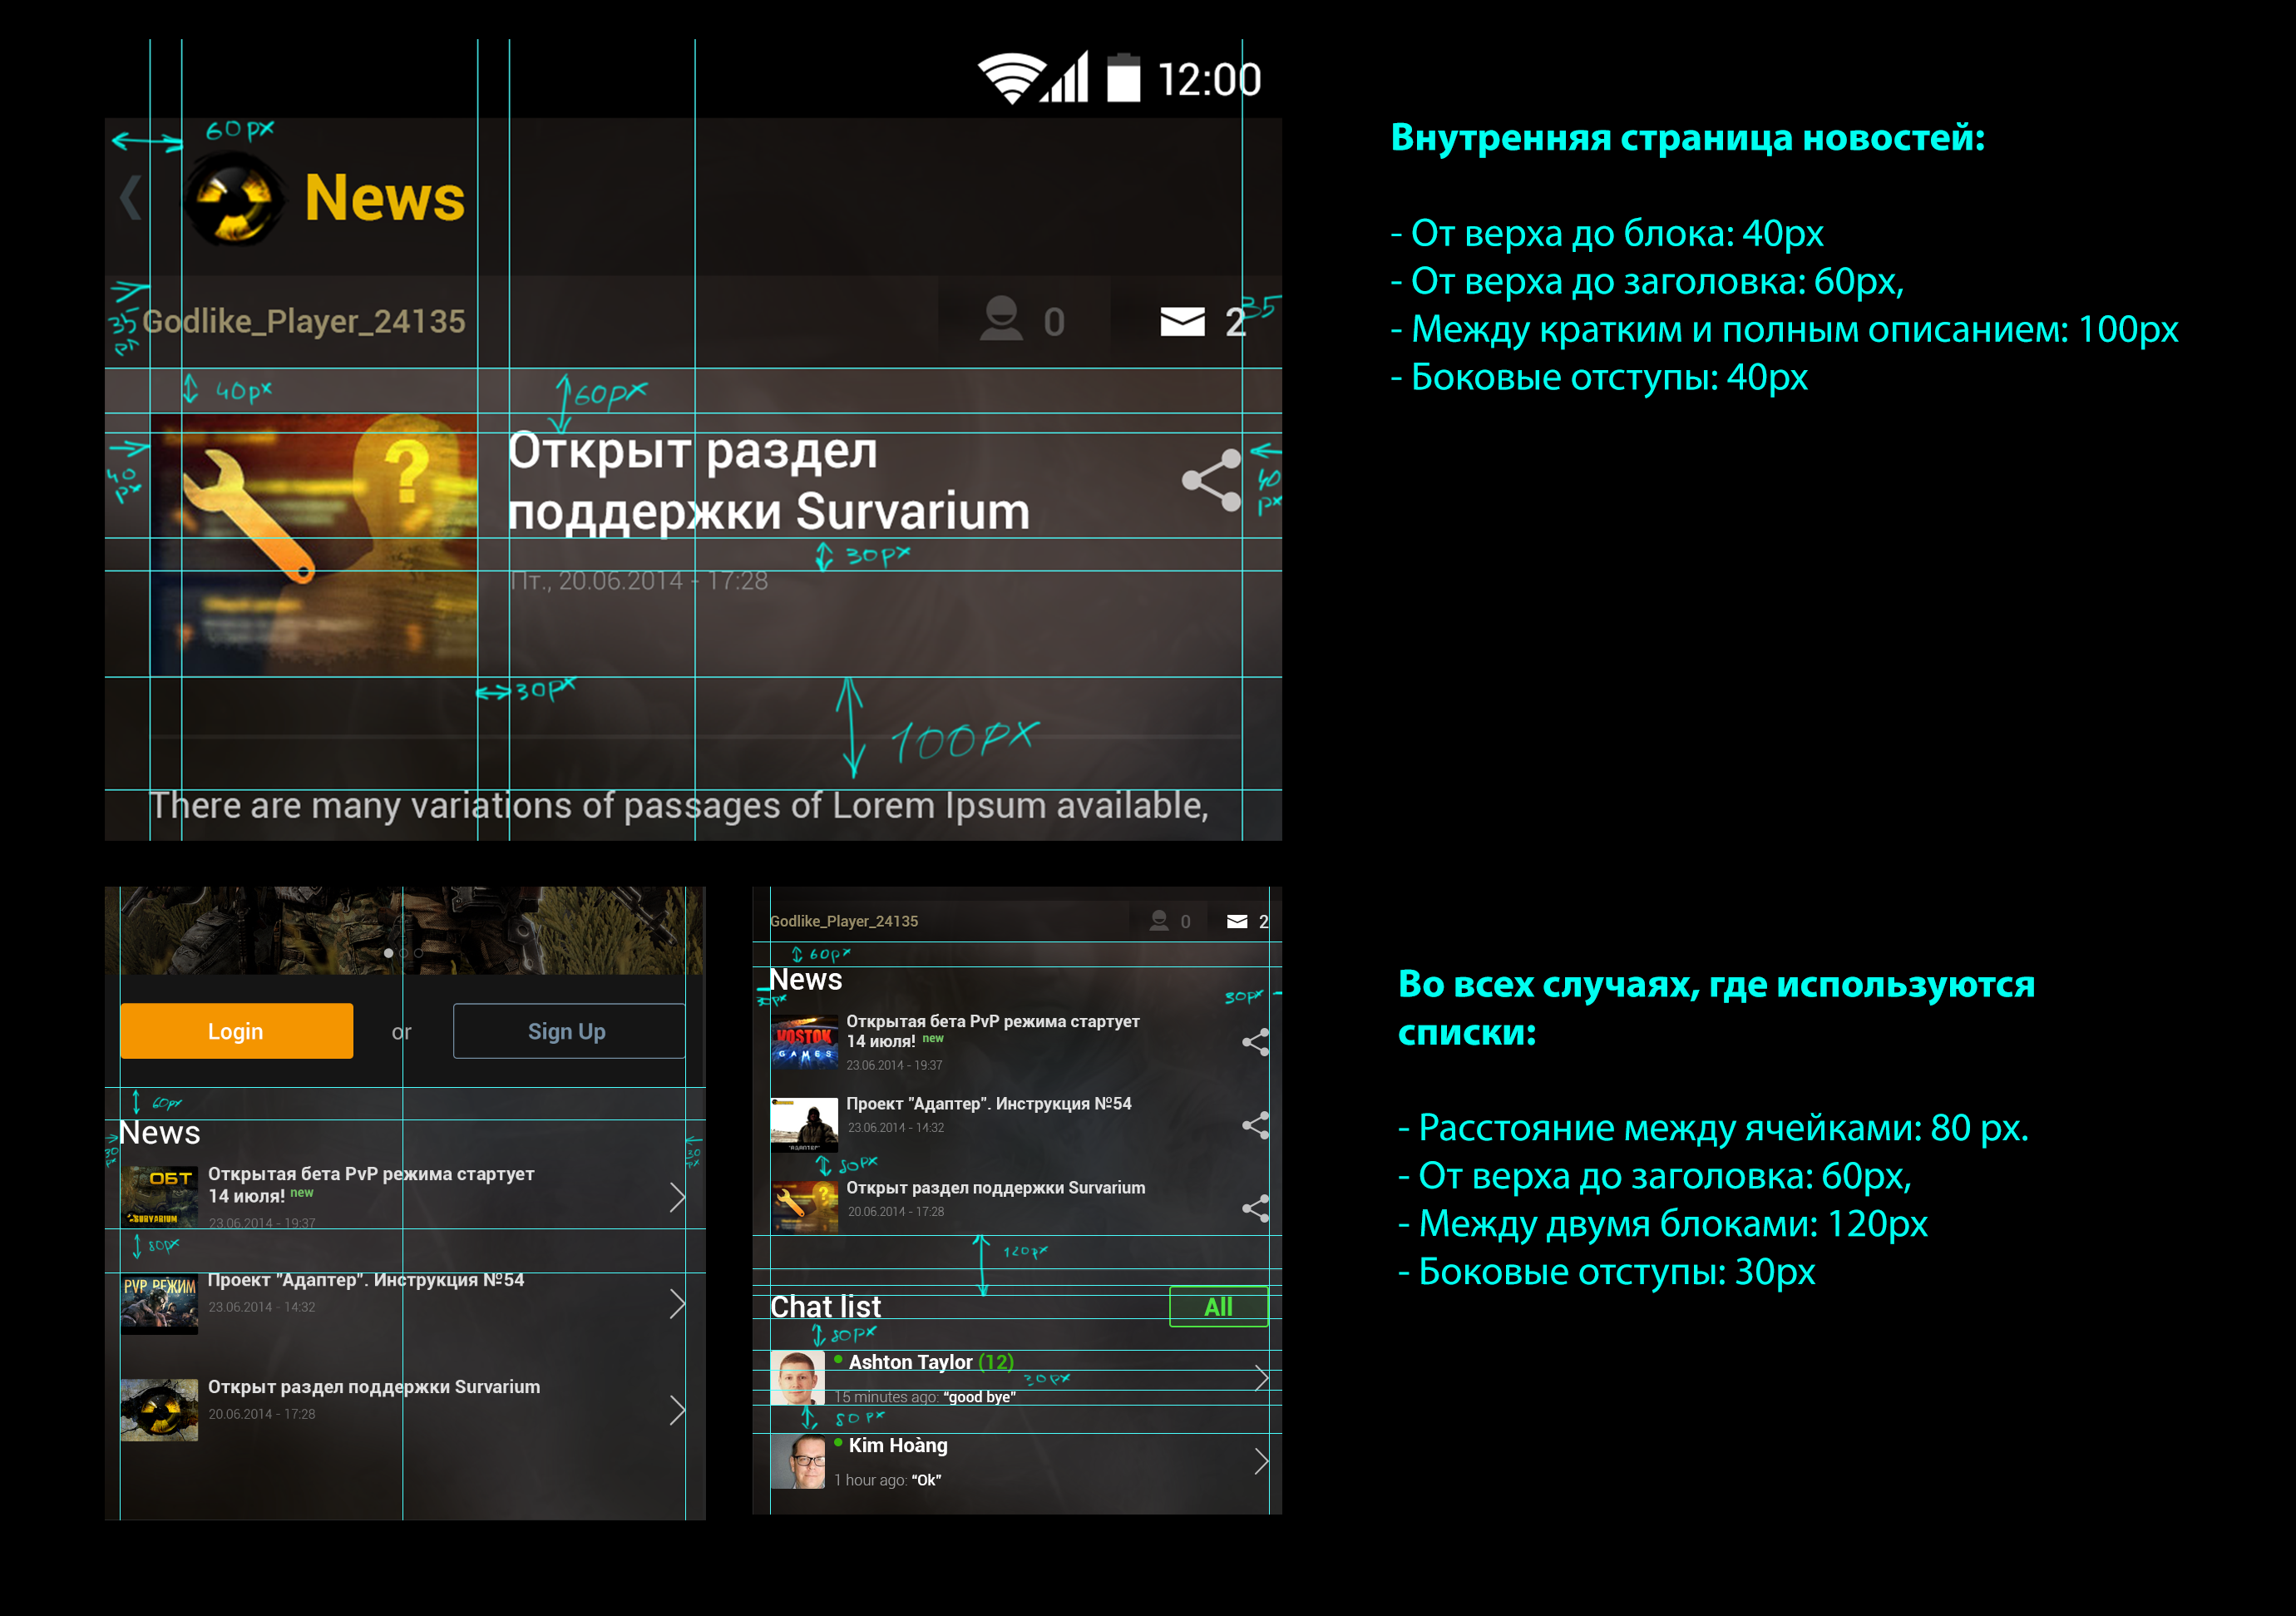 12:00
60px
News
Godlike_Player_24135
0
2
35 px
35
40px
60px
40 px
Открыт раздел
поддержки Survarium
40 px
?
30px
Пт., 20.06.2014 - 17:28
30px
100px
There are many variations of passages of Lorem Ipsum available,
Внутренняя страница новостей:
- От верха до блока: 40px
- От верха до заголовка: 60px,
- Между кратким и полным описанием: 100px
- Боковые отступы: 40px
Login
or
Sign Up
60px
News
30 px
30 px
ОБТ
SURVARIUM
Открытая бета PvP режима стартует
14 июля! new
23.06.2014 - 19:37
80px
PVP РЕЖИМ
Проект "Адаптер". Инструкция №54
23.06.2014 - 14:32
Открыт раздел поддержки Survarium
20.06.2014 - 17:28
Godlike_Player_24135
0
2
60px
News
30px
30px
VOSTOK
GAMES
Открытая бета PvP режима стартует
14 июля! new
23.06.2014 - 19:37
Проект "Адаптер". Инструкция №54
23.06.2014 - 14:32
"АДАПТЕР"
80px
?
Открыт раздел поддержки Survarium
20.06.2014 - 17:28
120px
Chat list
All
80px
Ashton Taylor (12)
30px
15 minutes ago: “good bye”
80px
Kim Hoàng
1 hour ago: “Ok”
Во всех случаях, где используются
списки:
- Расстояние между ячейками: 80 px.
- От верха до заголовка: 60px,
- Между двумя блоками: 120px
- Боковые отступы: 30px